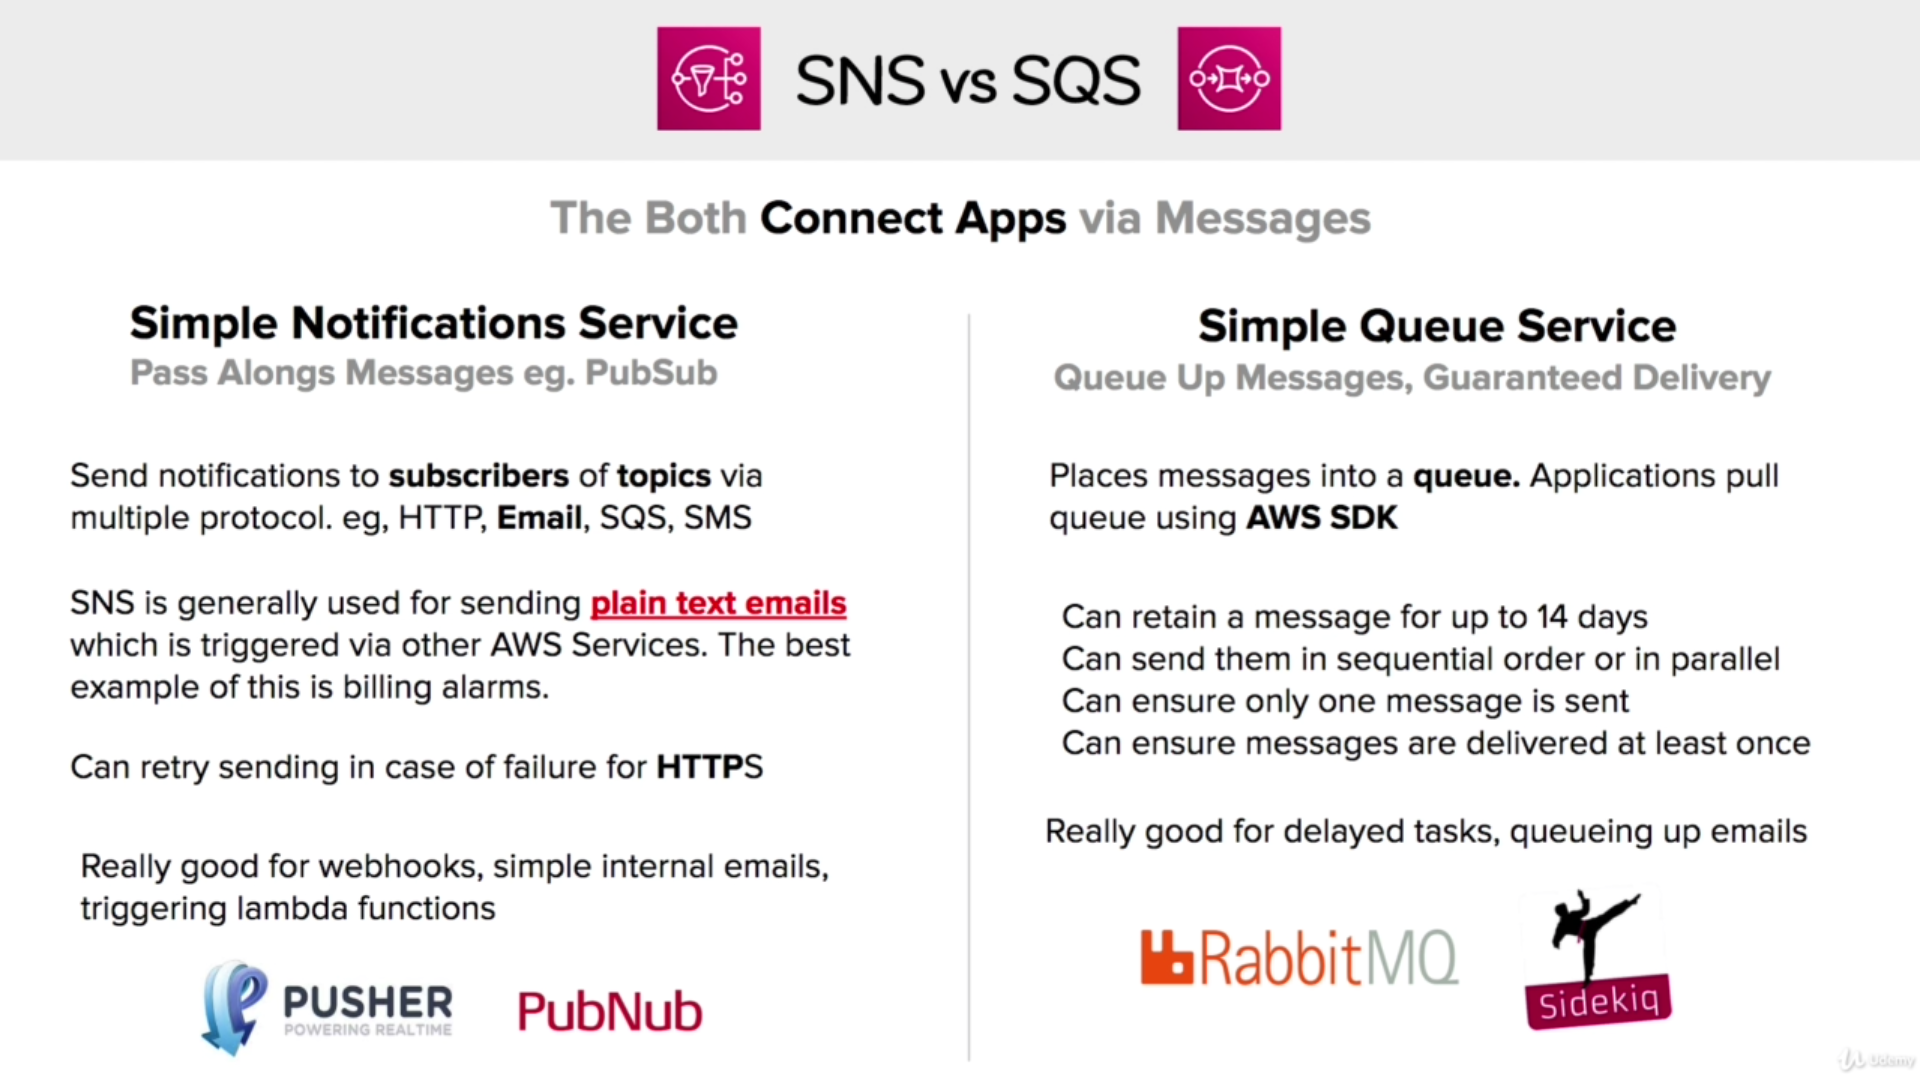 SNS vs SQS
The Both Connect Apps via Messages
Simple Notifications Service
Pass Alongs Messages eg. PubSub
Send notifications to subscribers of topics via
multiple protocol. eg, HTTP, Email, SQS, SMS
SNS is generally used for sending plain text emails
which is triggered via other AWS Services. The best
example of this is billing alarms.
Can retry sending in case of failure for HTTPS
Really good for webhooks, simple internal emails,
triggering lambda functions
PUSHER
POWERING REALTIME
PubNub
Simple Queue Service
Queue Up Messages, Guaranteed Delivery
Places messages into a queue. Applications pull
queue using AWS SDK
Can retain a message for up to 14 days
Can send them in sequential order or in parallel
Can ensure only one message is sent
Can ensure messages are delivered at least once
Really good for delayed tasks, queueing up emails
RabbitMQ
Sidekiq
Udemy